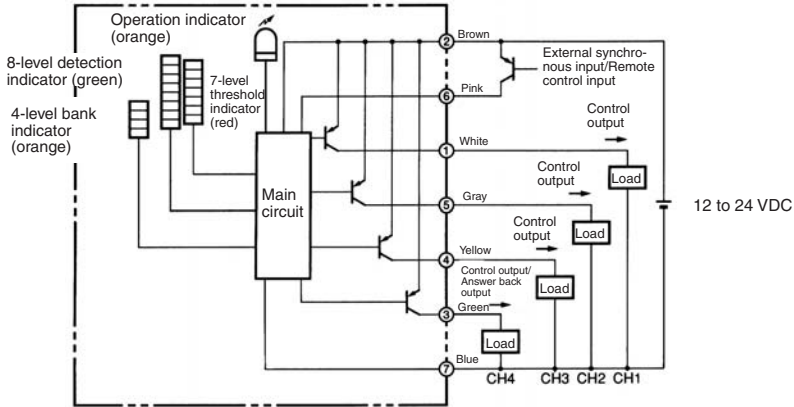 Operation indicator
(orange)
8-level detection
indicator (green)
7-level
threshold
indicator
(red)
4-level bank
indicator
(orange)
Main
circuit
2 Brown
External synchro-
nous input/Remote
control input
6 Pink
Control
output
1 White
Load
Control
output
5 Gray
Load
12 to 24 VDC
Control
output
4 Yellow
Load
Control output/
Answer back
output
3 Green
Load
7 Blue
CH4 CH3 CH2 CH1